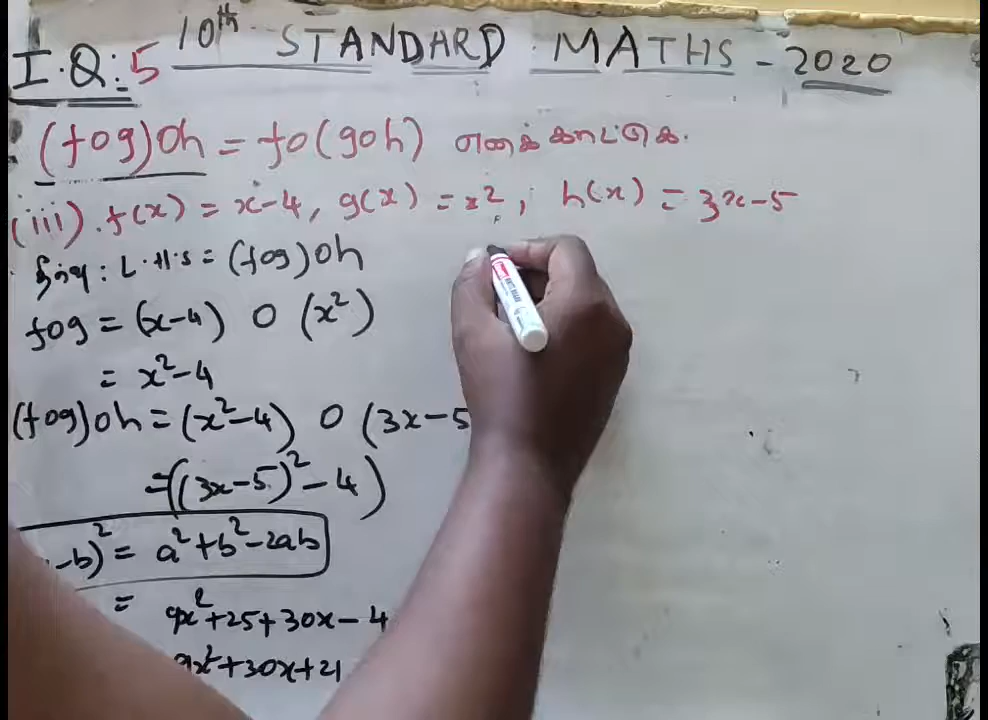 I.Q:5 10th STANDARD MATHS - 2020
(fog)oh = fo(goh) எனக்காட்டுக.
(iii). f(x) = x-4, g(x) = x², h(x) = 3x-5
தீர்வு: L.H.S = (fog)oh
fog = (x-4) o (x²)
= x²-4
(fog)oh = (x²-4) o (3x-5
=((3x-5)²-4)
-b)² = a²+b²-2ab
= 9x²+25+30x-4
9x²+30x+21